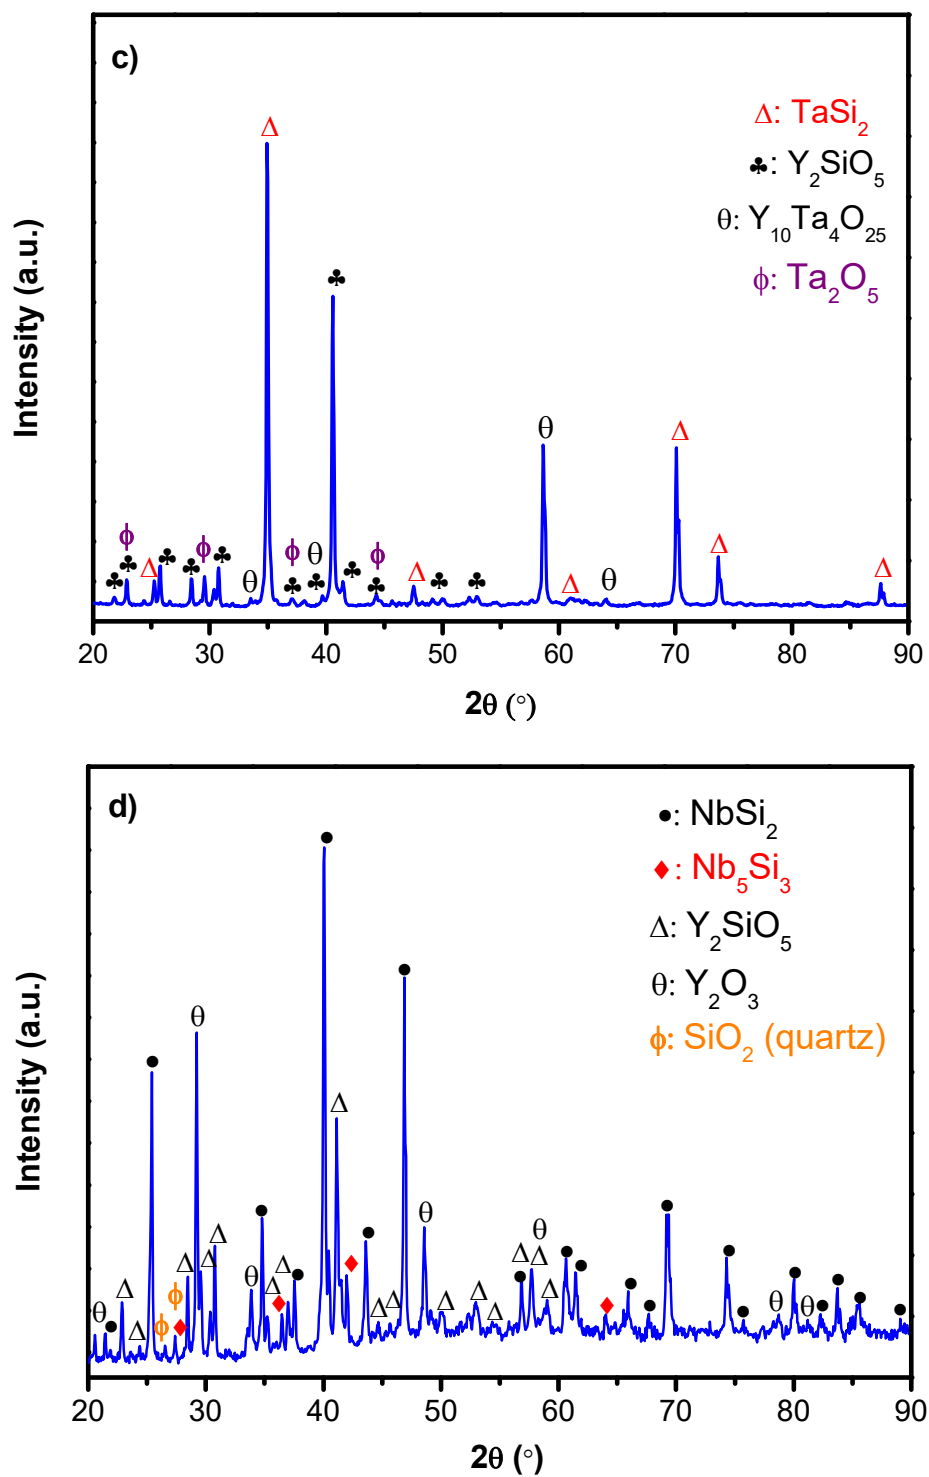 c)
Δ: TaSi2
♣: Y2SiO5
θ: Y10Ta4O25
ϕ: Ta2O5
Intensity (a.u.)
20 30 40 50 60 70 80 90
2θ (°)
d)
●: NbSi2
♦: Nb5Si3
Δ: Y2SiO5
θ: Y2O3
ϕ: SiO2 (quartz)
Intensity (a.u.)
20 30 40 50 60 70 80 90
2θ (°)